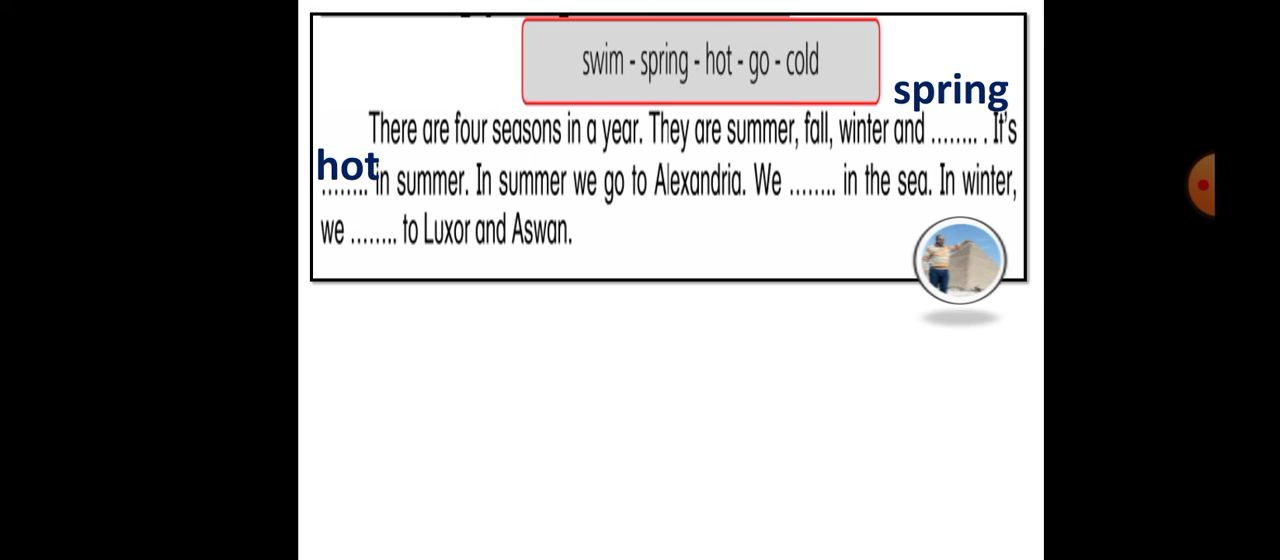 swim - spring - hot - go - cold
spring
There are four seasons in a year. They are summer, fall, winter and ........ . It's
hot
........ in summer. In summer we go to Alexandria. We ........ in the sea. In winter,
we ........ to Luxor and Aswan.